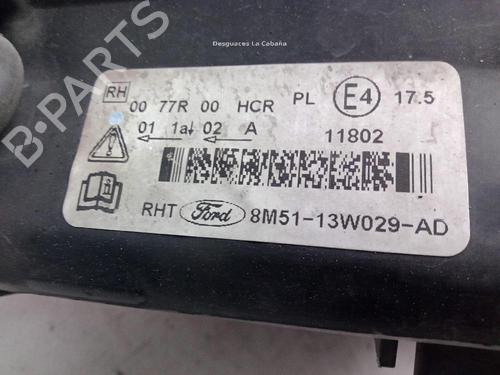 Desguaces La Cabaña
B-PARTS
RH
00 77R 00 HCR PL E4 17.5
01 1a 02 A 11802
RHT Ford 8M51-13W029-AD